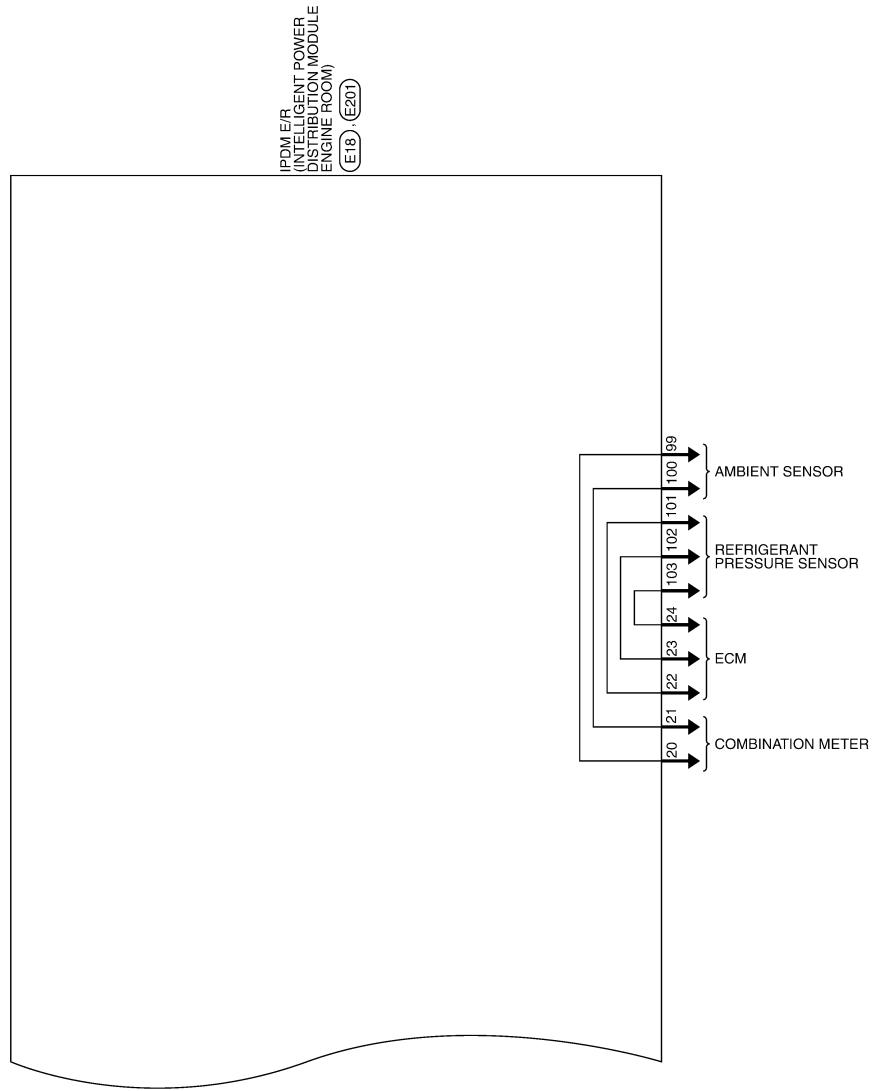 IPDM E/R
(INTELLIGENT POWER
DISTRIBUTION MODULE
ENGINE ROOM)
E18 , E201
99
100
AMBIENT SENSOR
101
102
103
REFRIGERANT
PRESSURE SENSOR
24
23
22
ECM
21
20
COMBINATION METER